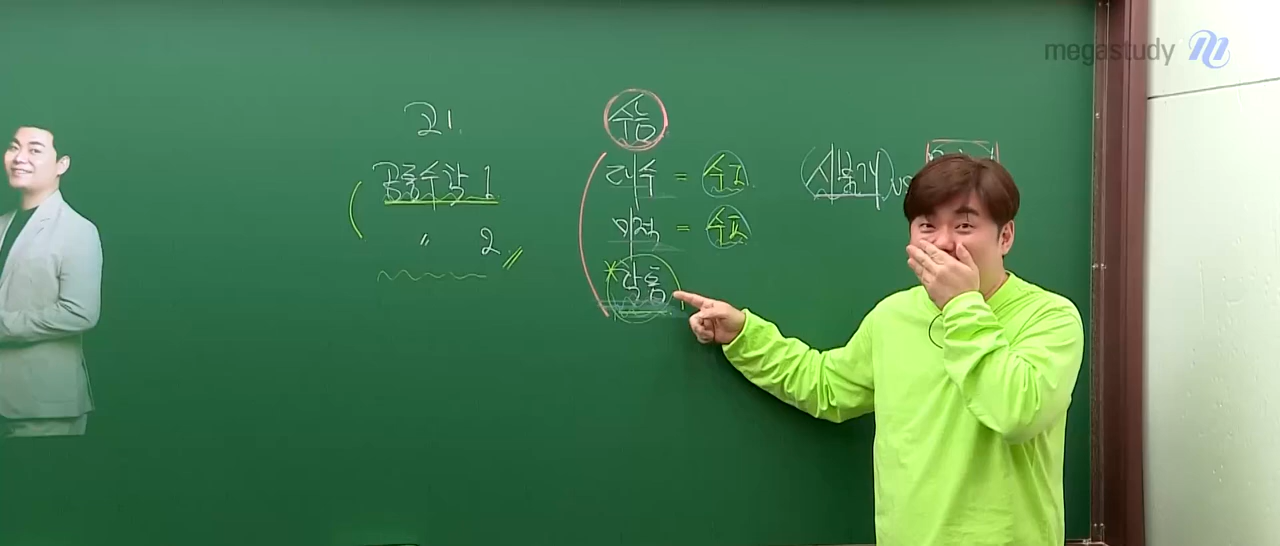 megastudy
고1.
공통수학 1
〃 2
수능
대수 = 수Ⅰ
미적 = 수Ⅱ
*확통
시발개 vs